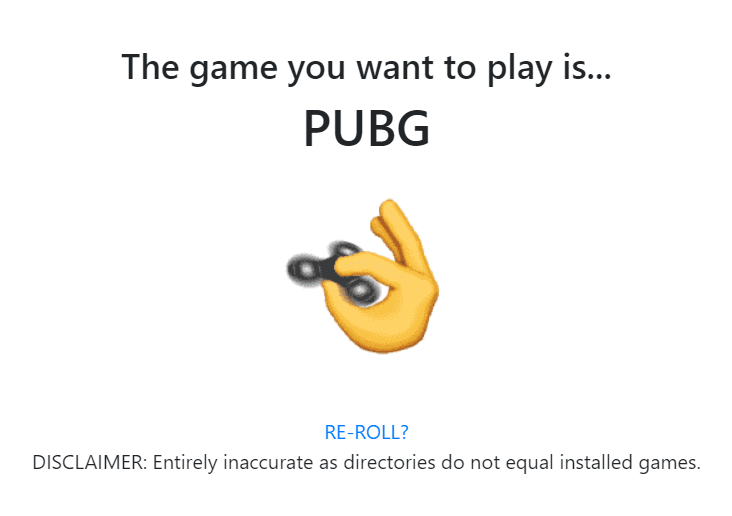 The game you want to play is...
PUBG
RE-ROLL?
DISCLAIMER: Entirely inaccurate as directories do not equal installed games.